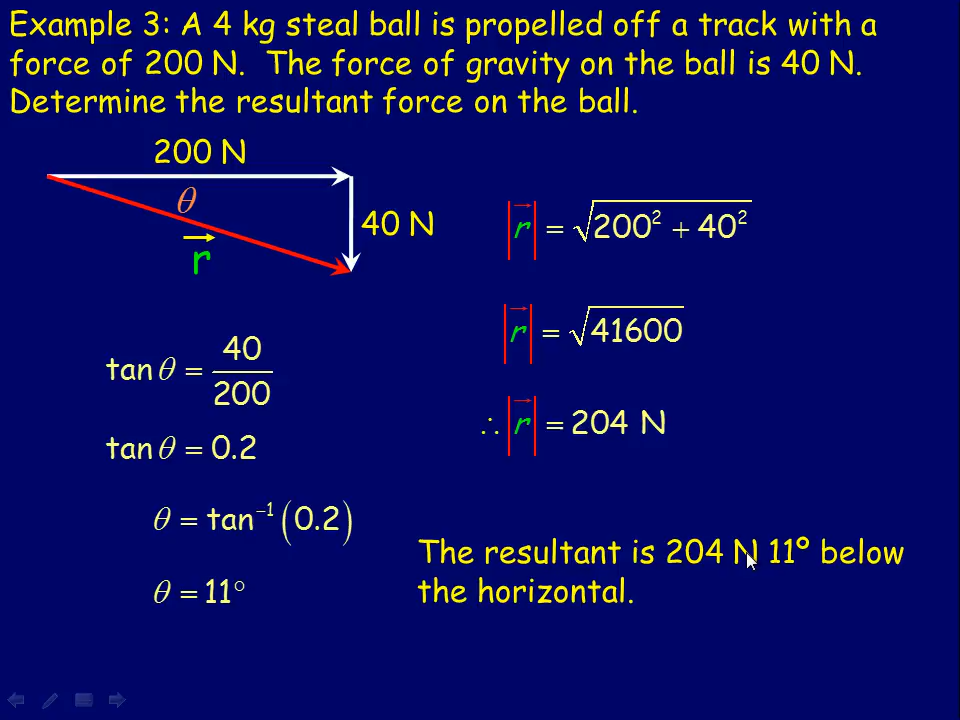 Example 3: A 4 kg steal ball is propelled off a track with a
force of 200 N.  The force of gravity on the ball is 40 N.
Determine the resultant force on the ball.
200 N
θ
40 N
r⃗
|r⃗| = √(200² + 40²)
|r⃗| = √41600
∴ |r⃗| = 204 N
tan θ = 40/200
tan θ = 0.2
θ = tan⁻¹(0.2)
θ = 11°
The resultant is 204 N 11º below
the horizontal.